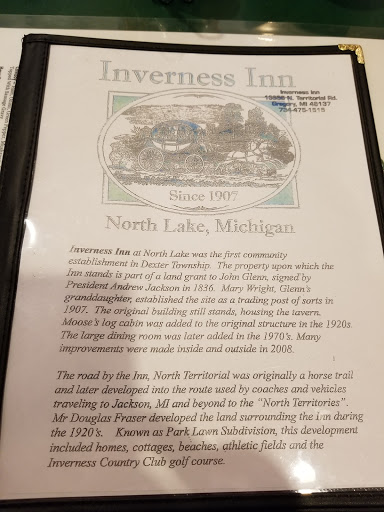 Inverness Inn
Inverness Inn
N. Territorial Rd.
Gregory, MI 48137
734-475-1515
Since 1907
North Lake, Michigan
Inverness Inn at North Lake was the first community
establishment in Dexter Township. The property upon which the
Inn stands is part of a land grant to John Glenn, signed by
President Andrew Jackson in 1836. Mary Wright, Glenn's
granddaughter, established the site as a trading post of sorts in
1907. The original building still stands, housing the tavern.
Moose's log cabin was added to the original structure in the 1920s.
The large dining room was later added in the 1970's. Many
improvements were made inside and outside in 2008.
The road by the Inn, North Territorial was originally a horse trail
and later developed into the route used by coaches and vehicles
traveling to Jackson, MI and beyond to the "North Territories".
Mr Douglas Fraser developed the land surrounding the Inn during
the 1920's. Known as Park Lawn Subdivision, this development
included homes, cottages, beaches, athletic fields and the
Inverness Country Club golf course.